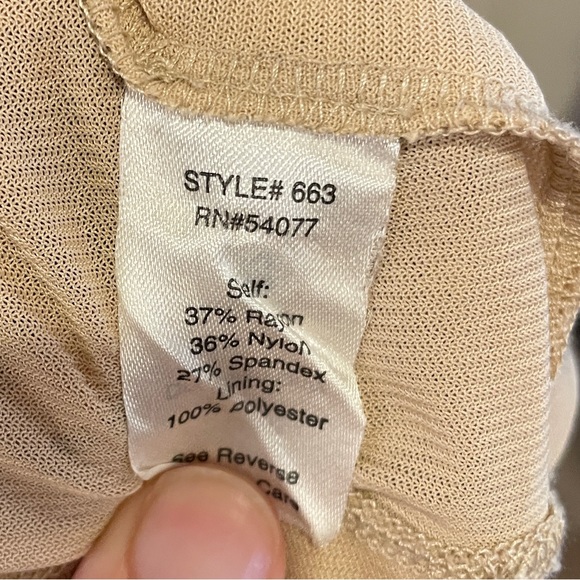 STYLE# 663
RN#54077
Self:
37% Rayon
36% Nylon
27% Spandex
Lining:
100% polyester
See Reverse
Care